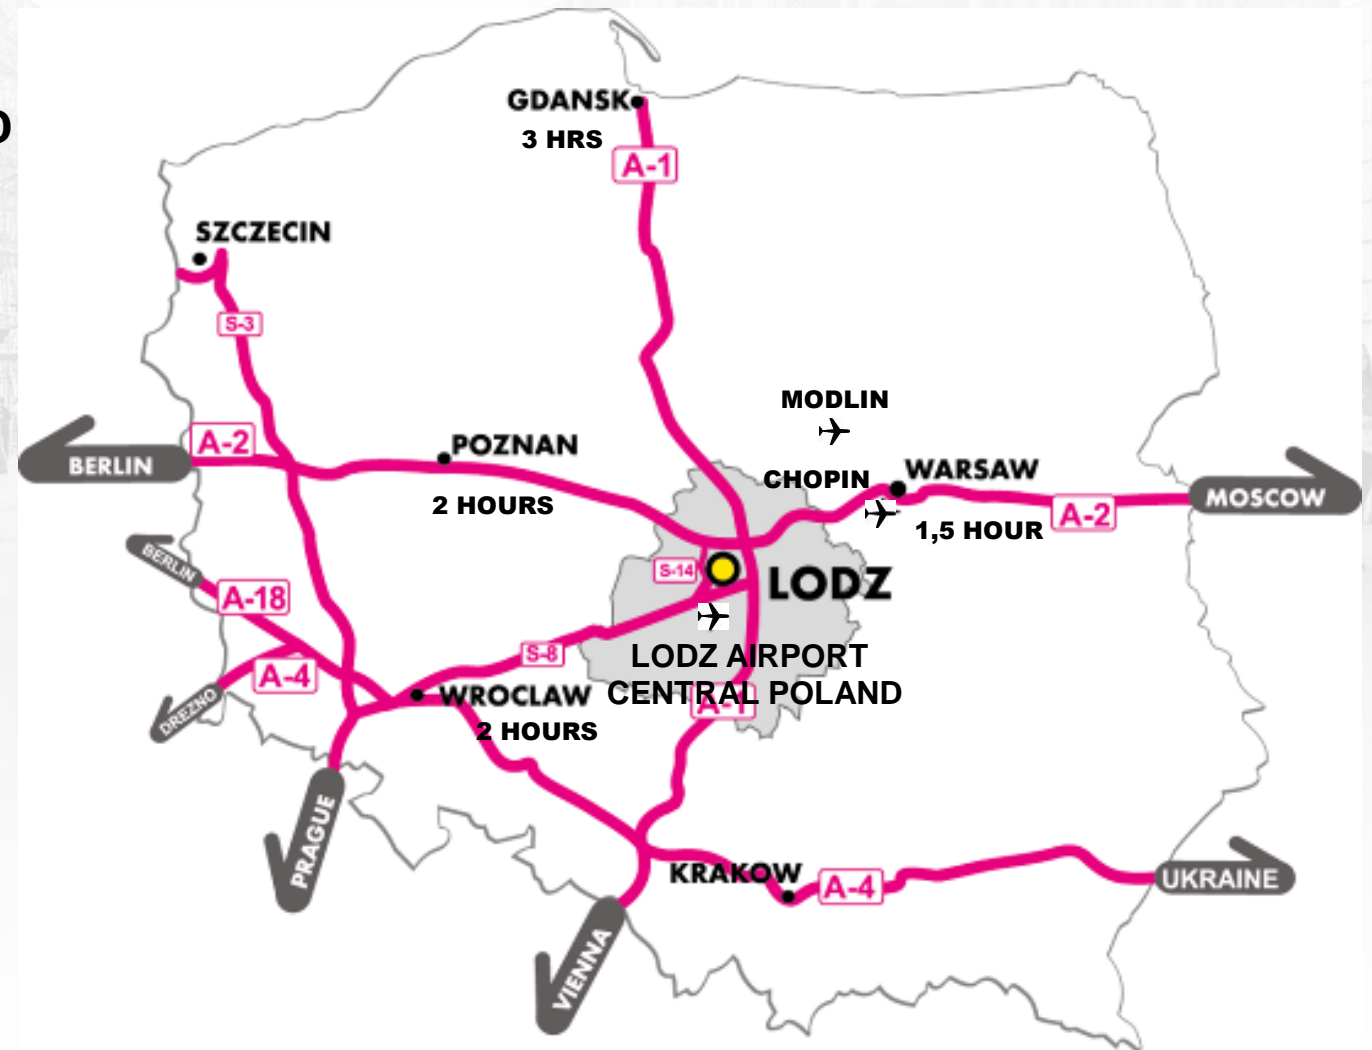 GDANSK
3 HRS
A-1
SZCZECIN
S-3
MODLIN
A-2
POZNAN
BERLIN
CHOPIN
WARSAW
2 HOURS
MOSCOW
A-2
1,5 HOUR
BERLIN
S-14
LODZ
A-18
S-8
LODZ AIRPORT
CENTRAL POLAND
A-4
DREZNO
WROCLAW
A-1
2 HOURS
PRAGUE
KRAKOW
A-4
UKRAINE
VIENNA